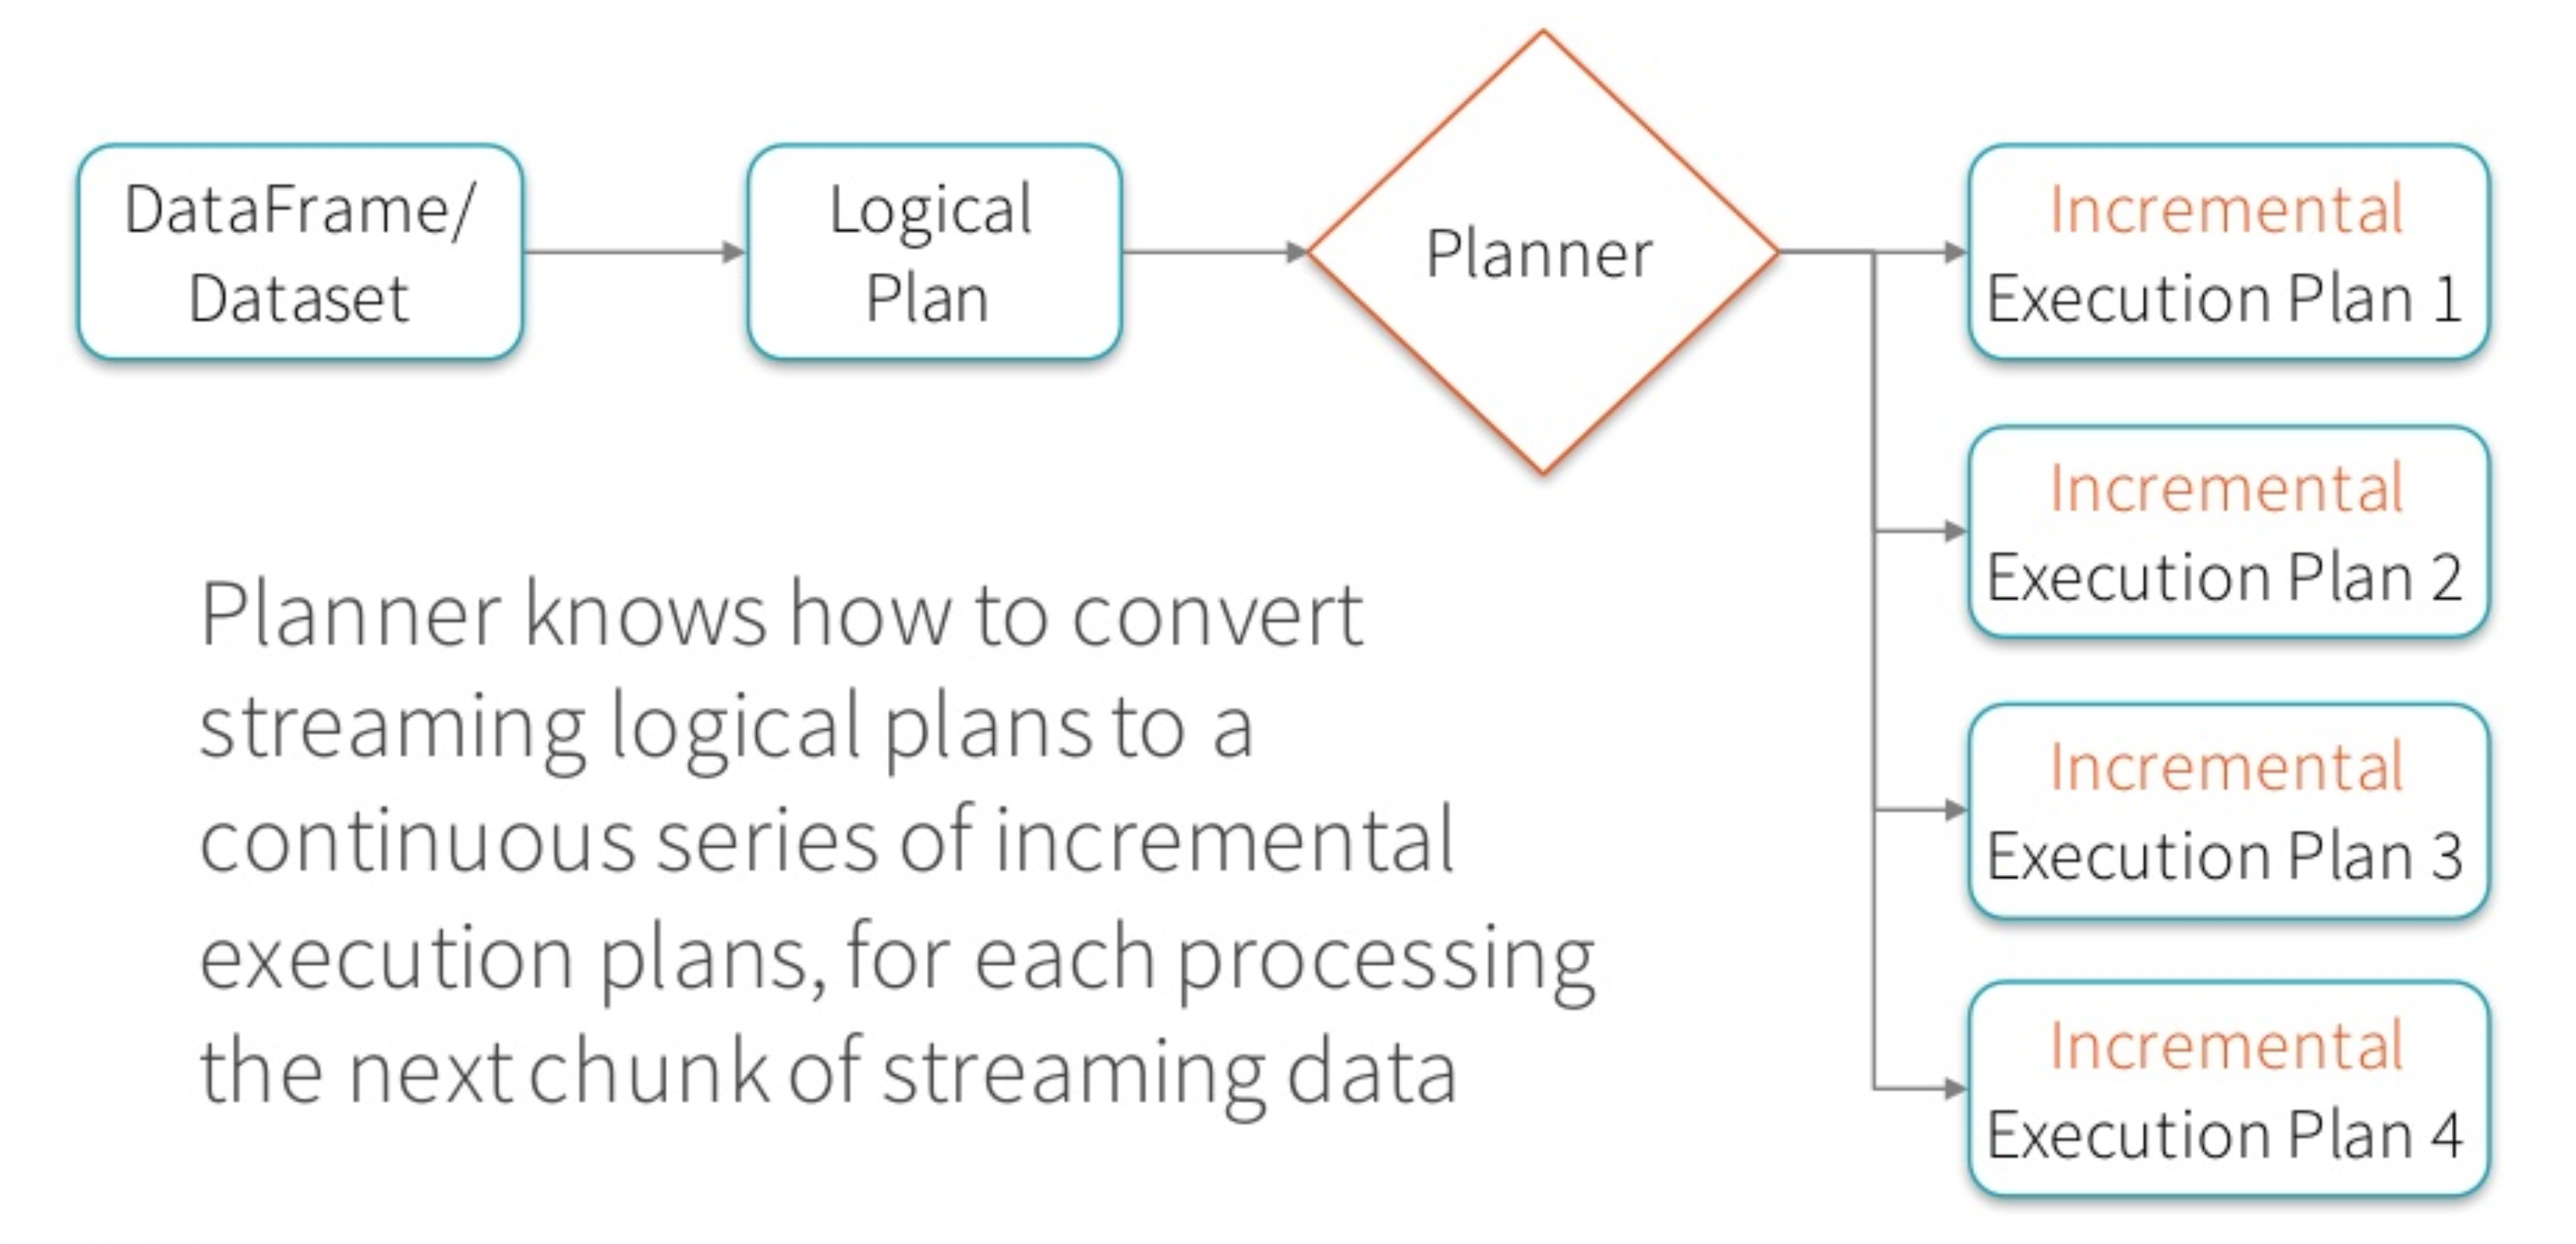 DataFrame/
Dataset
Logical
Plan
Planner
Incremental
Execution Plan 1
Incremental
Execution Plan 2
Incremental
Execution Plan 3
Incremental
Execution Plan 4
Planner knows how to convert
streaming logical plans to a
continuous series of incremental
execution plans, for each processing
the next chunk of streaming data